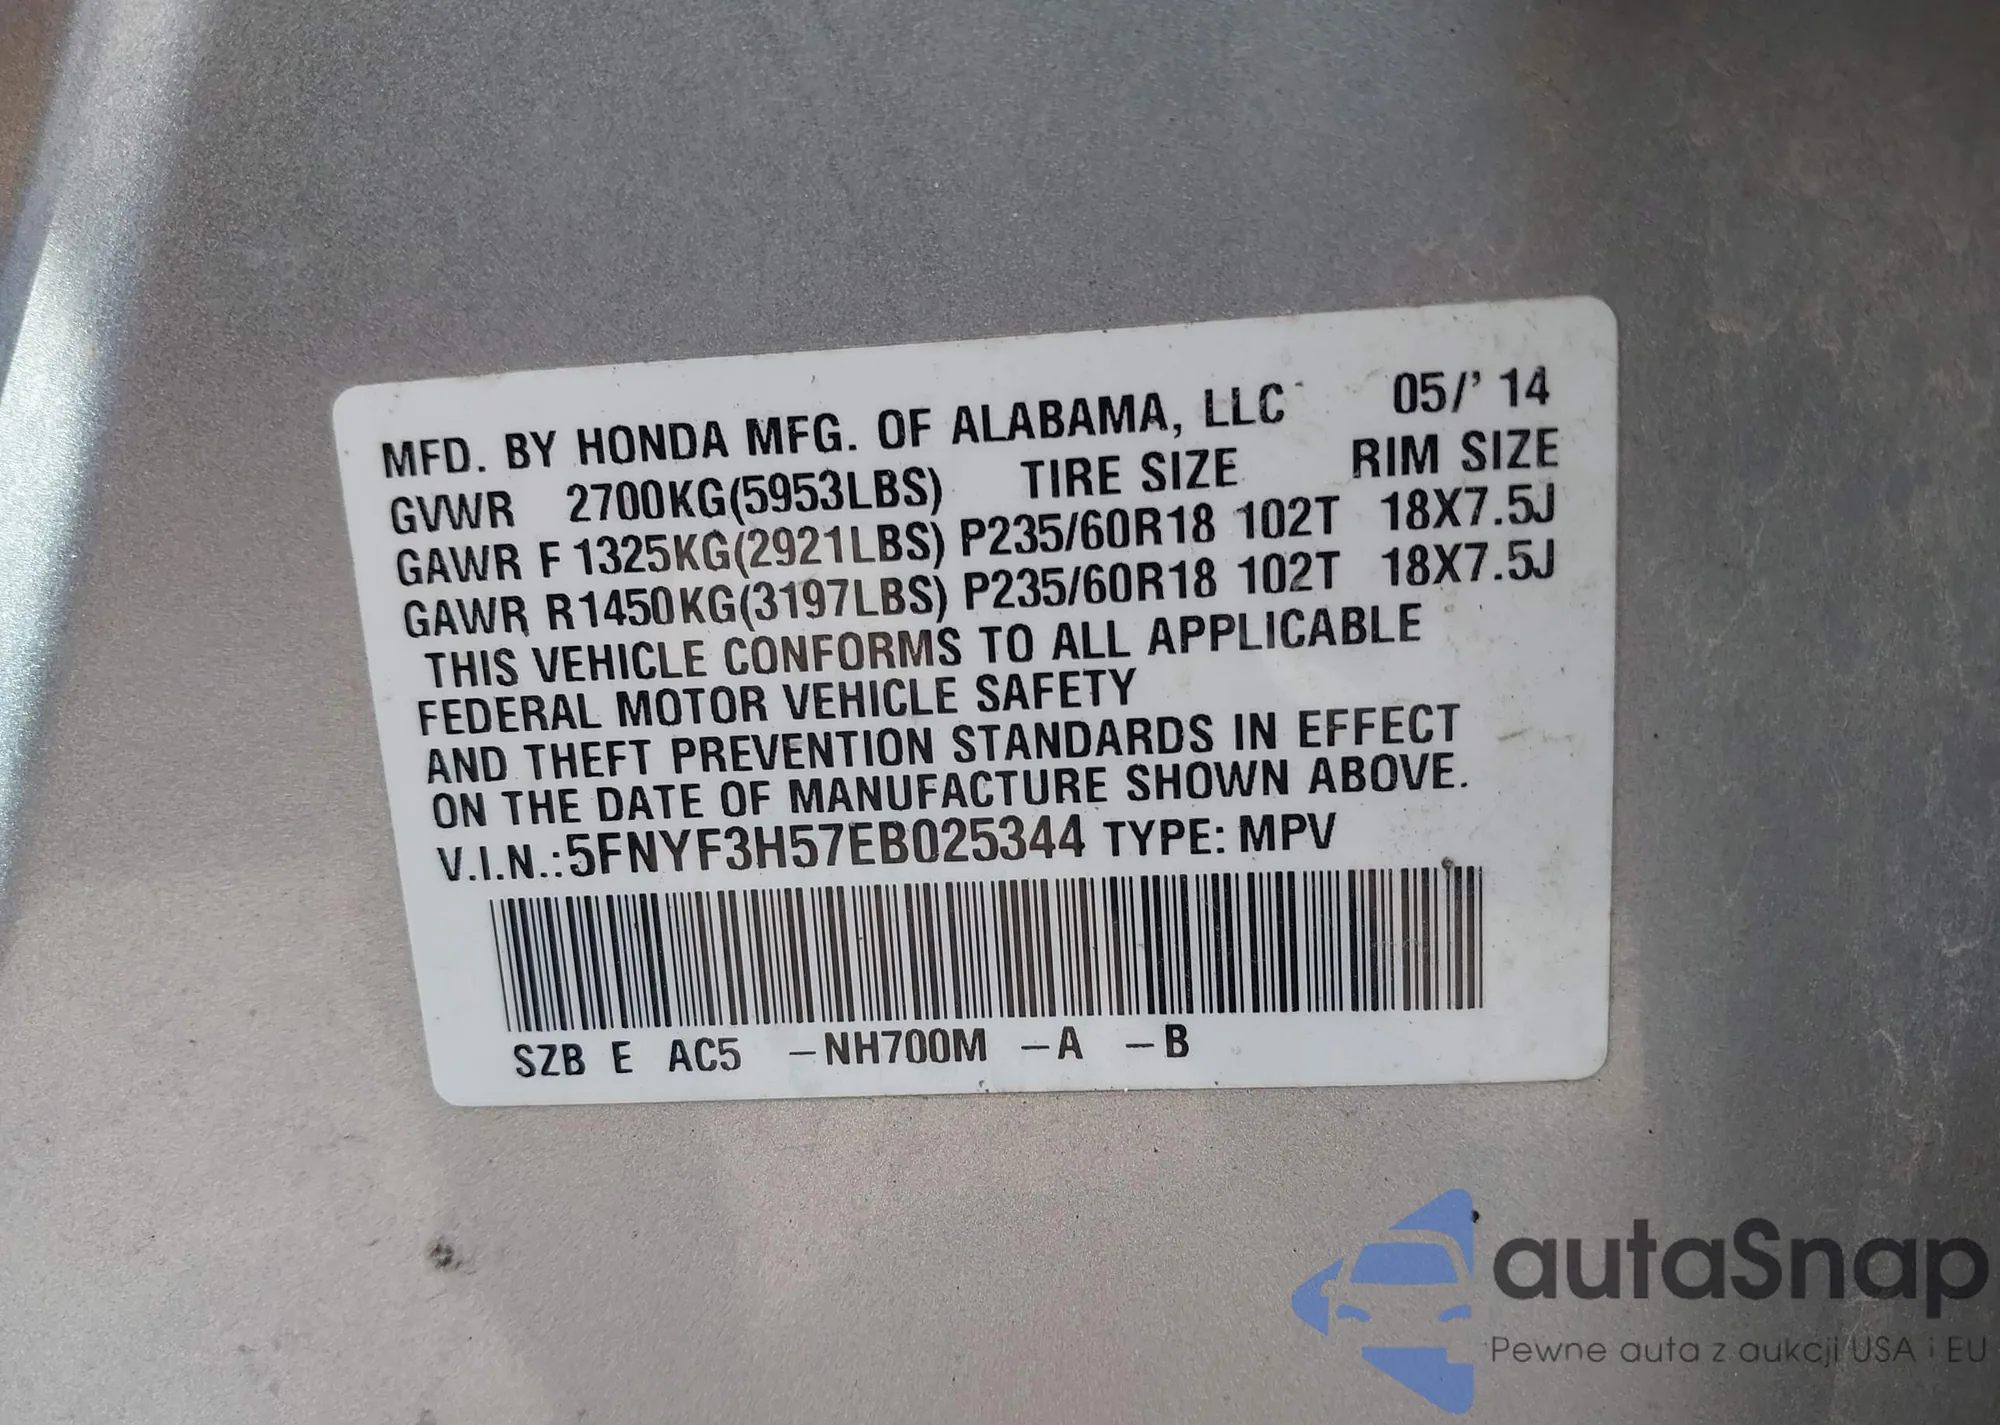 MFD. BY HONDA MFG. OF ALABAMA, LLC 05/' 14
GVWR 2700KG(5953LBS) TIRE SIZE RIM SIZE
GAWR F 1325KG(2921LBS) P235/60R18 102T 18X7.5J
GAWR R1450KG(3197LBS) P235/60R18 102T 18X7.5J
THIS VEHICLE CONFORMS TO ALL APPLICABLE
FEDERAL MOTOR VEHICLE SAFETY
AND THEFT PREVENTION STANDARDS IN EFFECT
ON THE DATE OF MANUFACTURE SHOWN ABOVE.
V.I.N.:5FNYF3H57EB025344 TYPE: MPV
SZB E AC5 –NH700M –A –B
autaSnap
Pewne auta z aukcji USA i EU